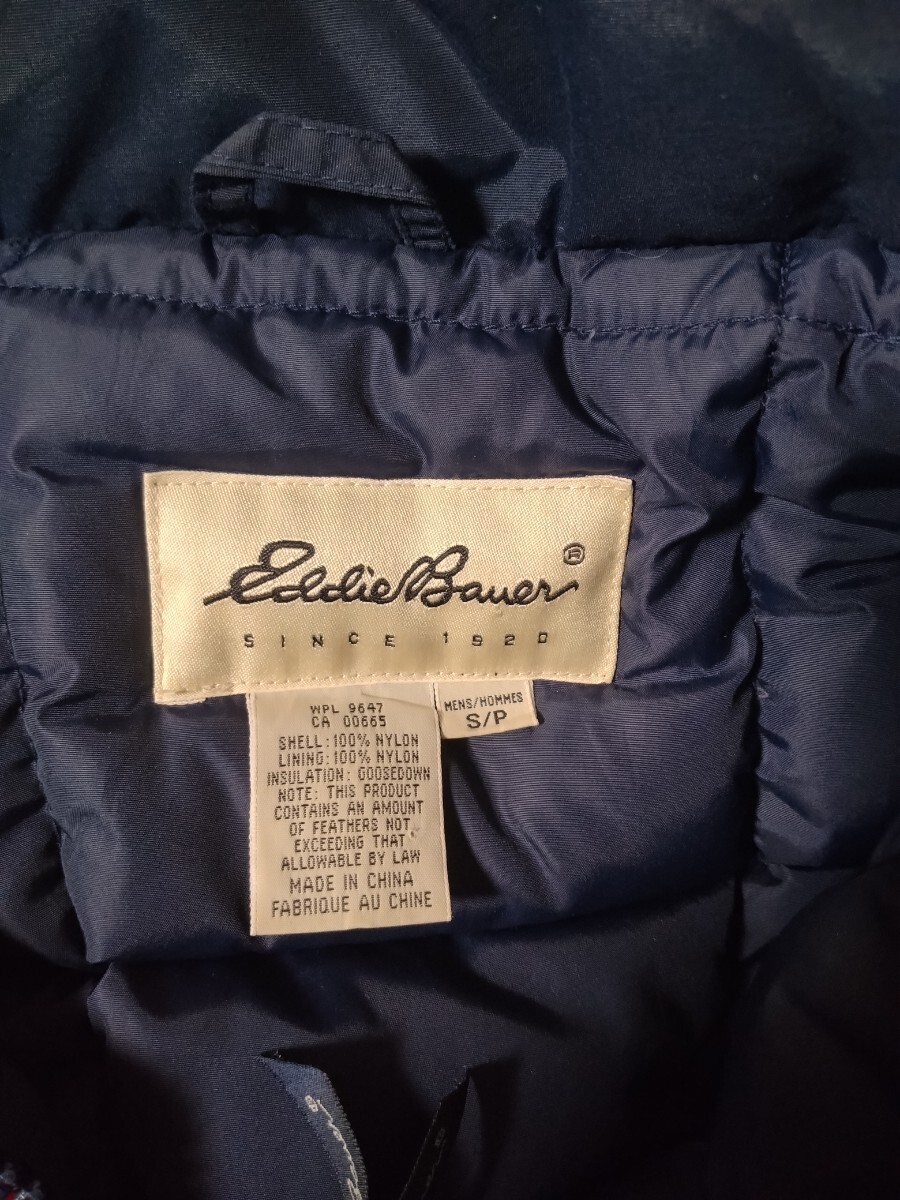 Eddie Bauer ®
SINCE 1920
WPL 9647
CA 00665
SHELL: 100% NYLON
LINING: 100% NYLON
INSULATION: GOOSEDOWN
NOTE: THIS PRODUCT
CONTAINS AN AMOUNT
OF FEATHERS NOT
EXCEEDING THAT
ALLOWABLE BY LAW
MADE IN CHINA
FABRIQUE AU CHINE
MENS/HOMMES
S/P